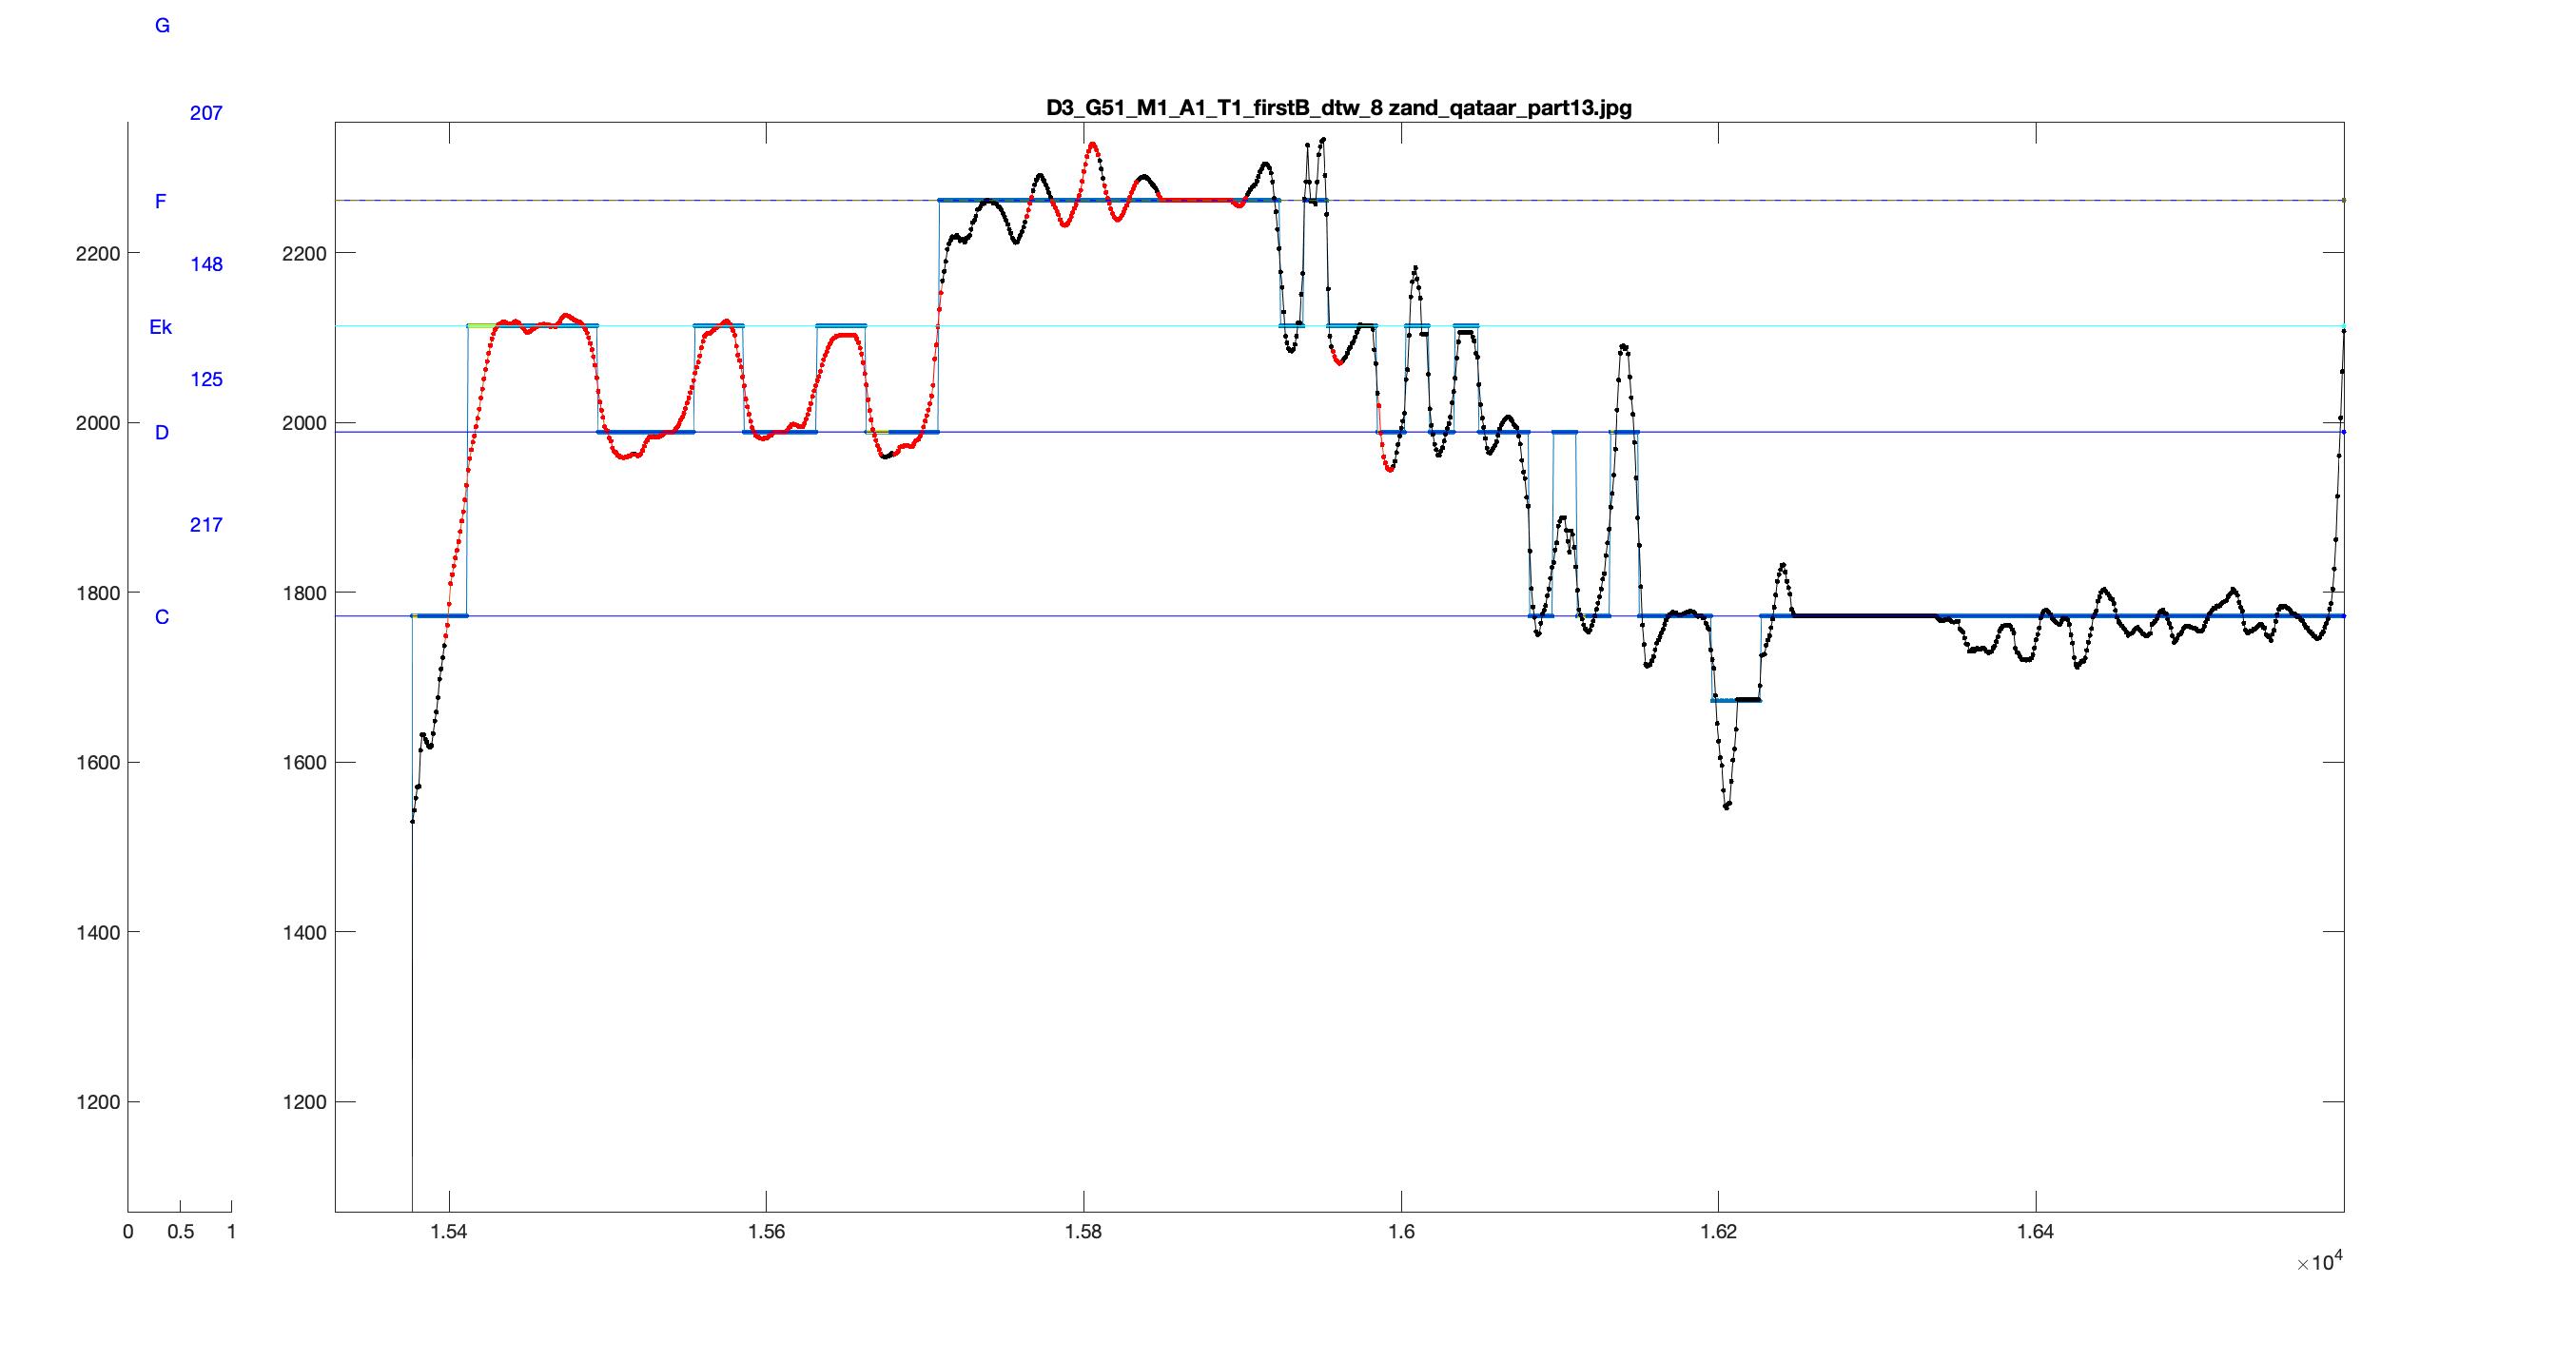 G
207
D3_G51_M1_A1_T1_firstB_dtw_8 zand_qataar_part13.jpg
F
2200
2200
148
Ek
125
2000
2000
D
217
1800
1800
C
1600
1600
1400
1400
1200
1200
0 0.5 1
1.54 1.56 1.58 1.6 1.62 1.64
×10⁴